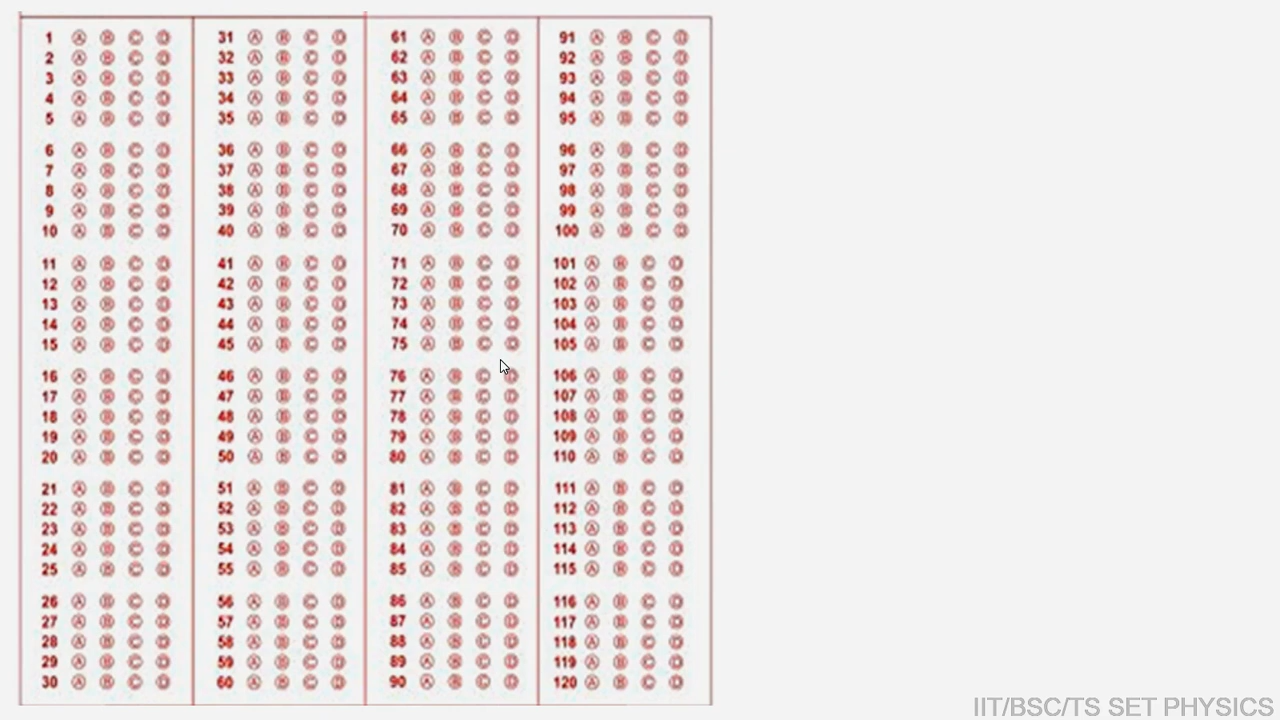 1 A B C D
2 A B C D
3 A B C D
4 A B C D
5 A B C D
6 A B C D
7 A B C D
8 A B C D
9 A B C D
10 A B C D
11 A B C D
12 A B C D
13 A B C D
14 A B C D
15 A B C D
16 A B C D
17 A B C D
18 A B C D
19 A B C D
20 A B C D
21 A B C D
22 A B C D
23 A B C D
24 A B C D
25 A B C D
26 A B C D
27 A B C D
28 A B C D
29 A B C D
30 A B C D
31 A B C D
32 A B C D
33 A B C D
34 A B C D
35 A B C D
36 A B C D
37 A B C D
38 A B C D
39 A B C D
40 A B C D
41 A B C D
42 A B C D
43 A B C D
44 A B C D
45 A B C D
46 A B C D
47 A B C D
48 A B C D
49 A B C D
50 A B C D
51 A B C D
52 A B C D
53 A B C D
54 A B C D
55 A B C D
56 A B C D
57 A B C D
58 A B C D
59 A B C D
60 A B C D
61 A B C D
62 A B C D
63 A B C D
64 A B C D
65 A B C D
66 A B C D
67 A B C D
68 A B C D
69 A B C D
70 A B C D
71 A B C D
72 A B C D
73 A B C D
74 A B C D
75 A B C D
76 A B C D
77 A B C D
78 A B C D
79 A B C D
80 A B C D
81 A B C D
82 A B C D
83 A B C D
84 A B C D
85 A B C D
86 A B C D
87 A B C D
88 A B C D
89 A B C D
90 A B C D
91 A B C D
92 A B C D
93 A B C D
94 A B C D
95 A B C D
96 A B C D
97 A B C D
98 A B C D
99 A B C D
100 A B C D
101 A B C D
102 A B C D
103 A B C D
104 A B C D
105 A B C D
106 A B C D
107 A B C D
108 A B C D
109 A B C D
110 A B C D
111 A B C D
112 A B C D
113 A B C D
114 A B C D
115 A B C D
116 A B C D
117 A B C D
118 A B C D
119 A B C D
120 A B C D
IIT/BSC/TS SET PHYSICS